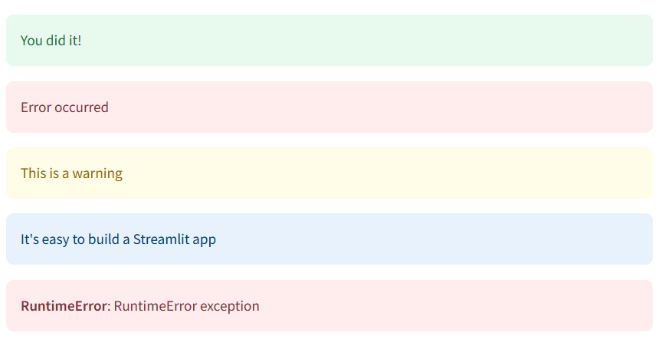 You did it!
Error occurred
This is a warning
It's easy to build a Streamlit app
RuntimeError: RuntimeError exception